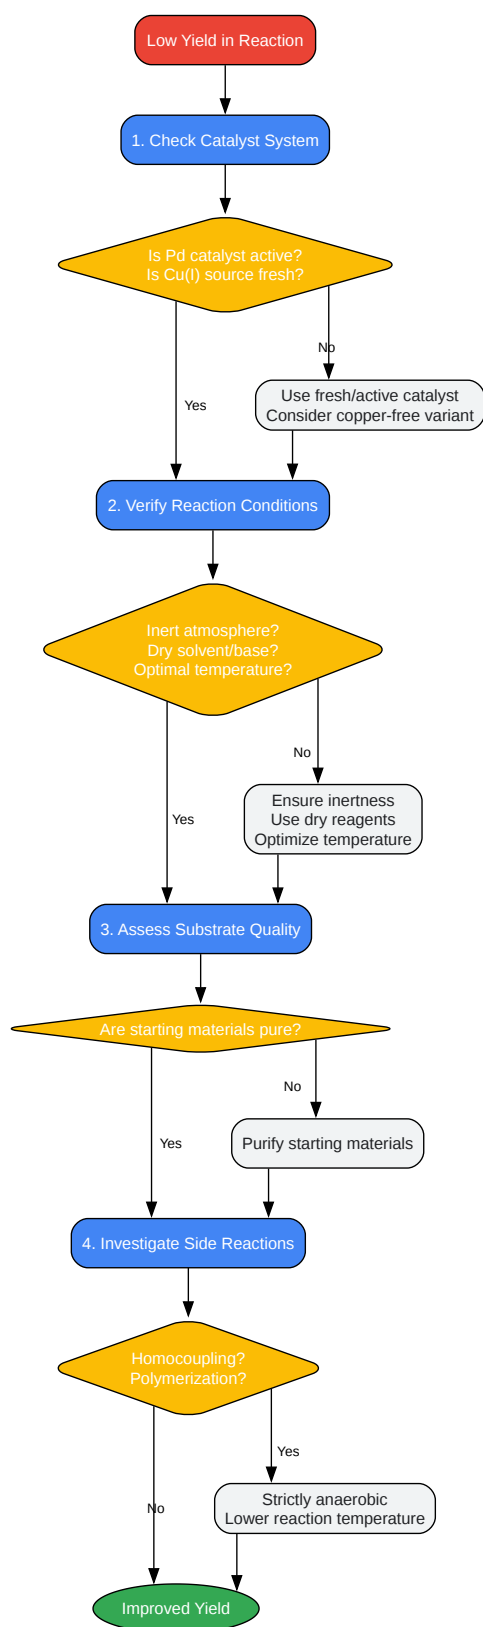 Low Yield in Reaction
1. Check Catalyst System
Is Pd catalyst active?
Is Cu(I) source fresh?
No
Yes
Use fresh/active catalyst
Consider copper-free variant
2. Verify Reaction Conditions
Inert atmosphere?
Dry solvent/base?
Optimal temperature?
No
Yes
Ensure inertness
Use dry reagents
Optimize temperature
3. Assess Substrate Quality
Are starting materials pure?
No
Yes
Purify starting materials
4. Investigate Side Reactions
Homocoupling?
Polymerization?
Yes
No
Strictly anaerobic
Lower reaction temperature
Improved Yield